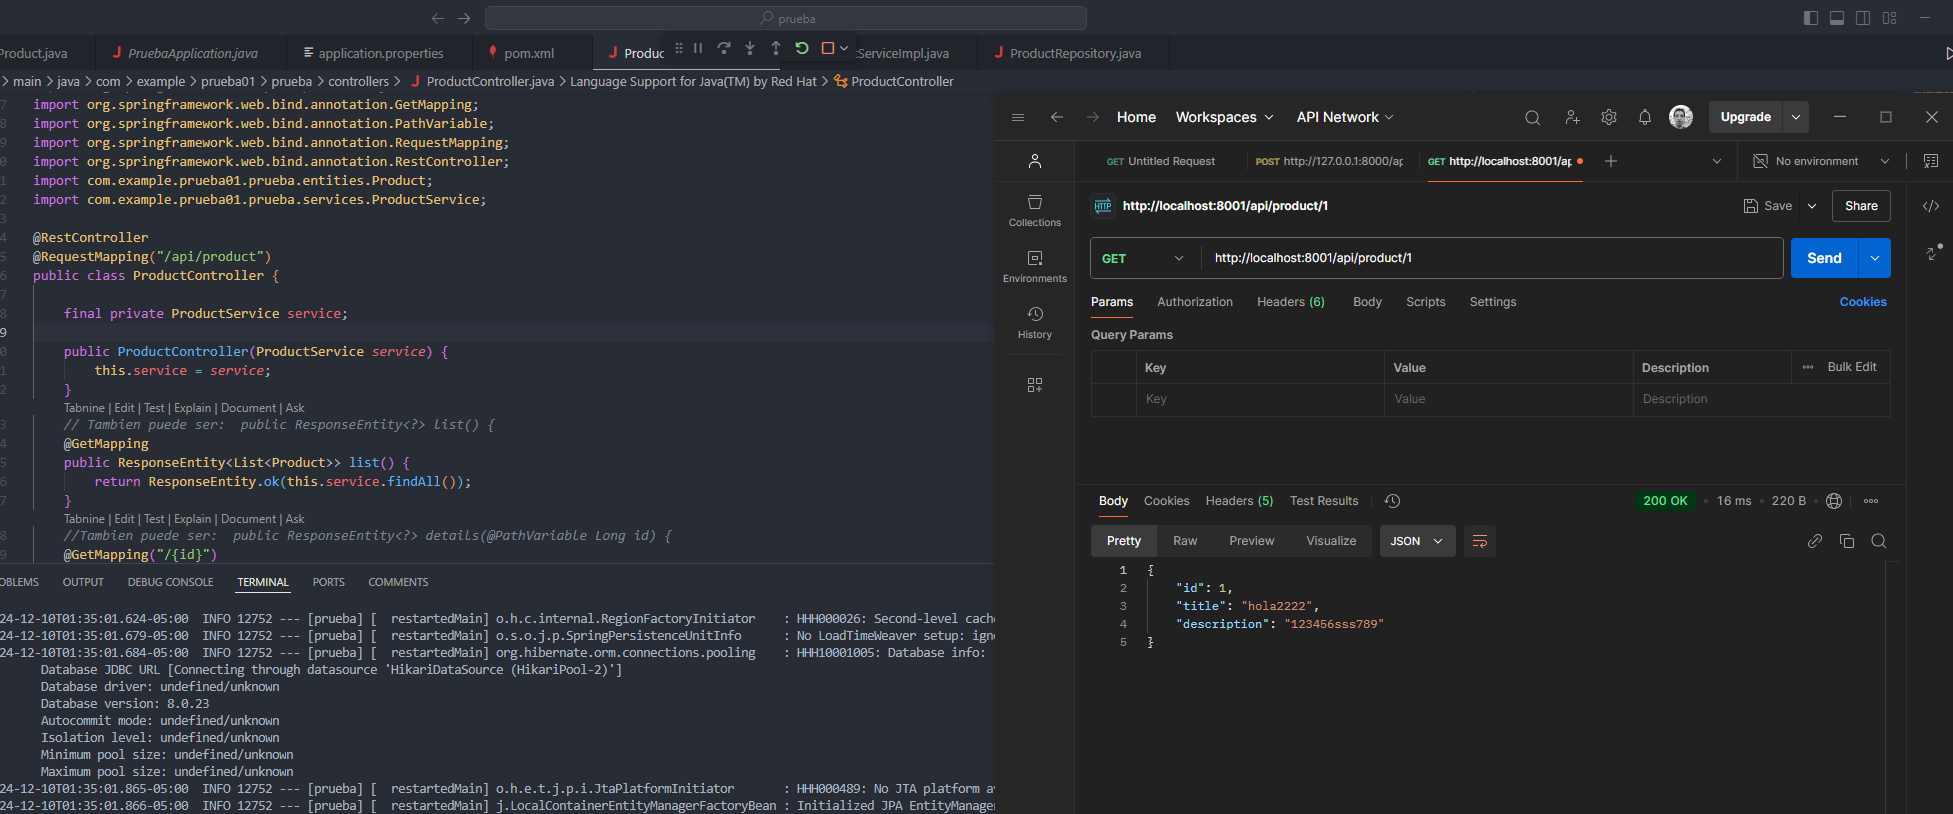 prueba
Product.java
PruebaApplication.java
application.properties
pom.xml
Produc
ServiceImpl.java
ProductRepository.java
> main > java > com > example > prueba01 > prueba > controllers > ProductController.java > Language Support for Java(TM) by Red Hat > ProductController
7 import org.springframework.web.bind.annotation.GetMapping;
8 import org.springframework.web.bind.annotation.PathVariable;
9 import org.springframework.web.bind.annotation.RequestMapping;
0 import org.springframework.web.bind.annotation.RestController;
1 import com.example.prueba01.prueba.entities.Product;
2 import com.example.prueba01.prueba.services.ProductService;
3
4 @RestController
5 @RequestMapping("/api/product")
6 public class ProductController {
7
8 final private ProductService service;
9
0 public ProductController(ProductService service) {
1 this.service = service;
2 }
Tabnine | Edit | Test | Explain | Document | Ask
3 // Tambien puede ser:  public ResponseEntity<?> list() {
4 @GetMapping
5 public ResponseEntity<List<Product>> list() {
6 return ResponseEntity.ok(this.service.findAll());
7 }
Tabnine | Edit | Test | Explain | Document | Ask
8 //Tambien puede ser:  public ResponseEntity<?> details(@PathVariable Long id) {
9 @GetMapping("/{id}")
OBLEMS OUTPUT DEBUG CONSOLE TERMINAL PORTS COMMENTS
24-12-10T01:35:01.624-05:00  INFO 12752 --- [prueba] [  restartedMain] o.h.c.internal.RegionFactoryInitiator    : HHH000026: Second-level cache
24-12-10T01:35:01.679-05:00  INFO 12752 --- [prueba] [  restartedMain] o.s.o.j.p.SpringPersistenceUnitInfo      : No LoadTimeWeaver setup: igno
24-12-10T01:35:01.684-05:00  INFO 12752 --- [prueba] [  restartedMain] org.hibernate.orm.connections.pooling    : HHH10001005: Database info:
Database JDBC URL [Connecting through datasource 'HikariDataSource (HikariPool-2)']
Database driver: undefined/unknown
Database version: 8.0.23
Autocommit mode: undefined/unknown
Isolation level: undefined/unknown
Minimum pool size: undefined/unknown
Maximum pool size: undefined/unknown
24-12-10T01:35:01.865-05:00  INFO 12752 --- [prueba] [  restartedMain] o.h.e.t.j.p.i.JtaPlatformInitiator       : HHH000489: No JTA platform av
24-12-10T01:35:01.866-05:00  INFO 12752 --- [prueba] [  restartedMain] j.LocalContainerEntityManagerFactoryBean : Initialized JPA EntityManager
Home Workspaces API Network Upgrade
GET Untitled Request
POST http://127.0.0.1:8000/ap
GET http://localhost:8001/ap
No environment
Collections
Environments
History
HTTP http://localhost:8001/api/product/1
Save Share
GET http://localhost:8001/api/product/1 Send
Params Authorization Headers (6) Body Scripts Settings Cookies
Query Params
Key Value Description Bulk Edit
Key Value Description
Body Cookies Headers (5) Test Results 200 OK 16 ms 220 B
Pretty Raw Preview Visualize JSON
1 {
2 "id": 1,
3 "title": "hola2222",
4 "description": "123456sss789"
5 }